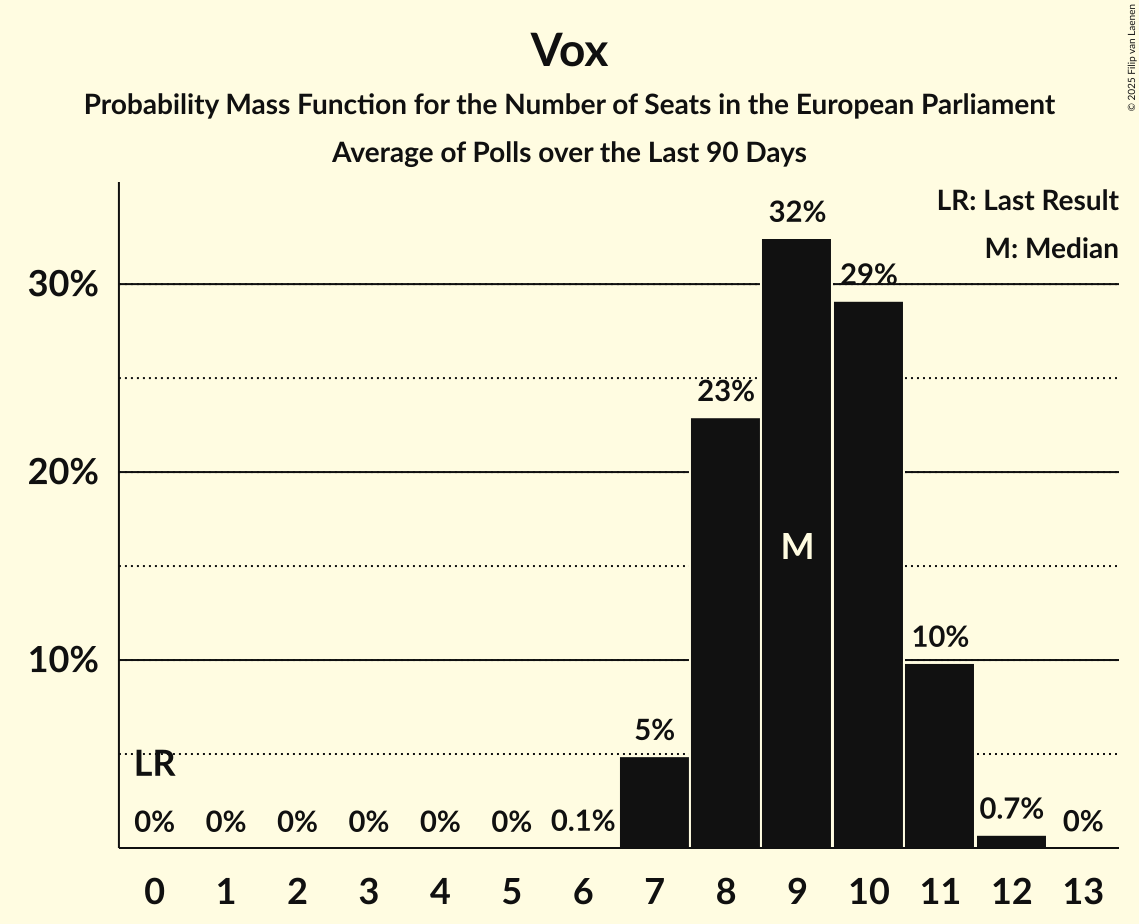 Vox
Probability Mass Function for the Number of Seats in the European Parliament
Average of Polls over the Last 90 Days
© 2025 Filip van Laenen
LR: Last Result
M: Median
30%
20%
10%
LR
M
0% 0% 0% 0% 0% 0% 0.1% 5% 23% 32% 29% 10% 0.7% 0%
0 1 2 3 4 5 6 7 8 9 10 11 12 13